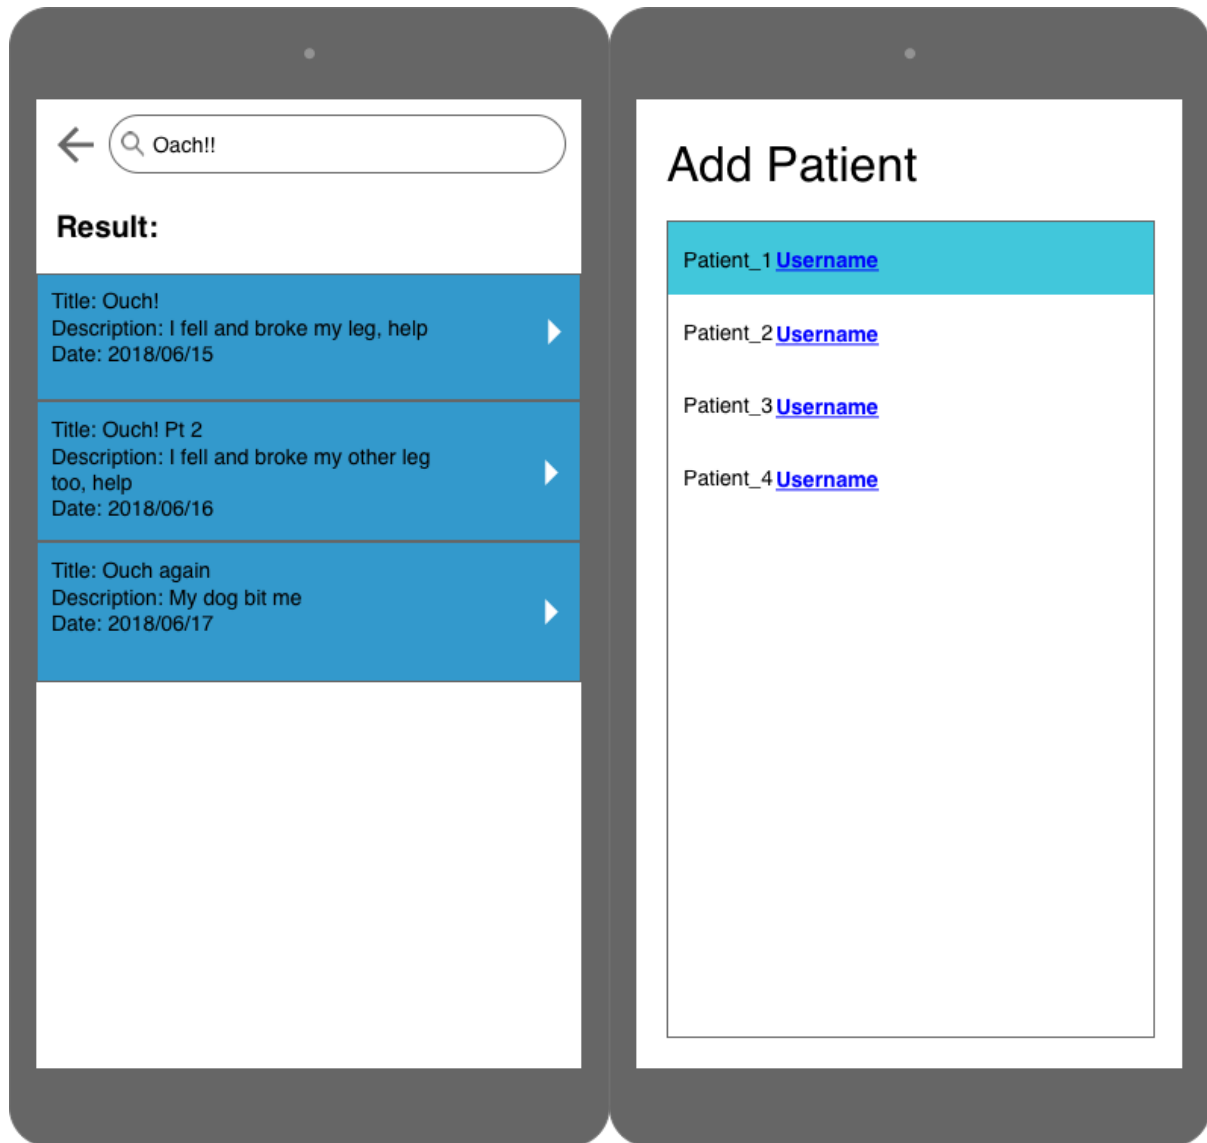 Oach!!
Result:
Title: Ouch!
Description: I fell and broke my leg, help
Date: 2018/06/15
Title: Ouch! Pt 2
Description: I fell and broke my other leg
too, help
Date: 2018/06/16
Title: Ouch again
Description: My dog bit me
Date: 2018/06/17
Add Patient
Patient_1 Username
Patient_2 Username
Patient_3 Username
Patient_4 Username